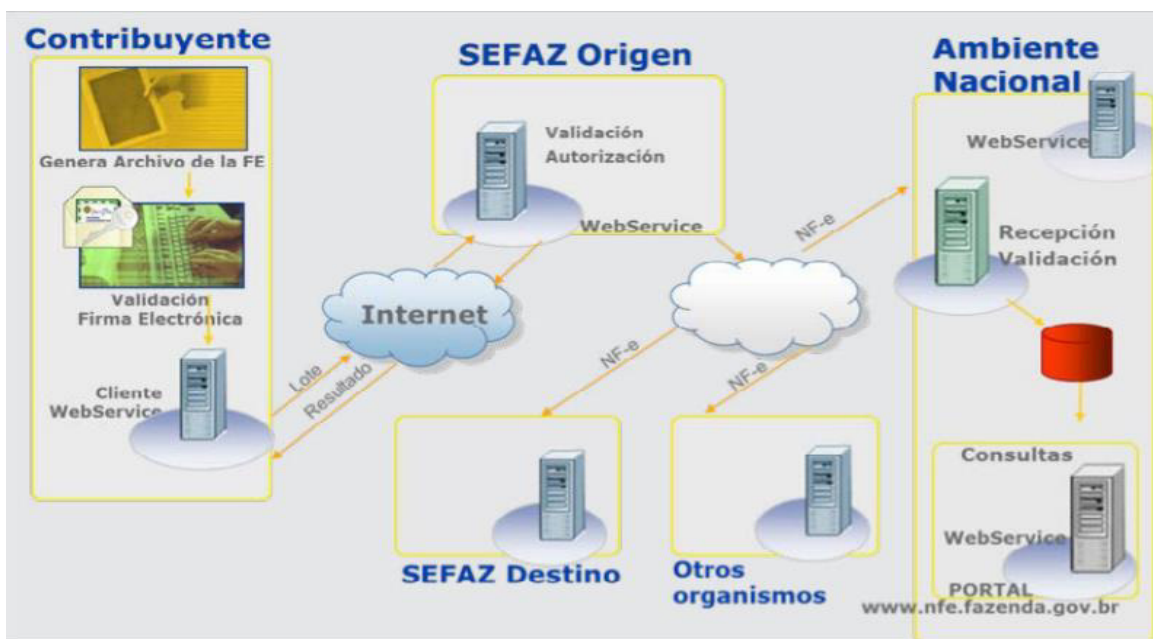 Contribuyente
Genera Archivo de la FE
Validación
Firma Electrónica
Cliente
WebService
Lote
Resultado
Internet
SEFAZ Origen
Validación
Autorización
WebService
NF-e
NF-e
NF-e
SEFAZ Destino
Otros
organismos
Ambiente
Nacional
WebService
Recepción
Validación
Consultas
WebService
PORTAL
www.nfe.fazenda.gov.br